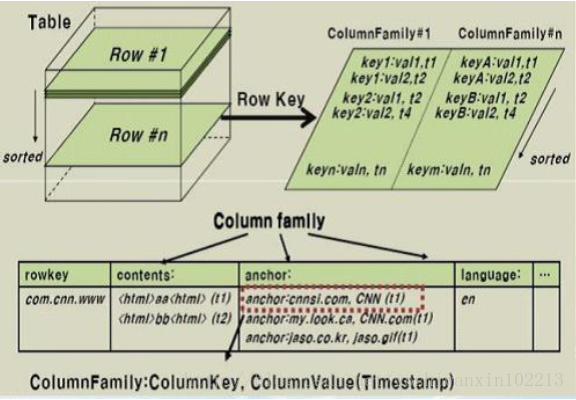 Table
Row #1
Row #n
sorted
Row Key
ColumnFamily#1
ColumnFamily#n
key1:val1,t1
key1:val2,t2
key2:val1, t2
key2:val2, t4
keyn:valn, tn
keyA:val1,t1
keyA:val2,t2
keyB:val1, t2
keyB:val2, t4
keym:valn, tn
sorted
Column family
rowkey contents: anchor: language: ...
com.cnn.www <html>aa<html> (t1) anchor:cnnsi.com, CNN (t1) en
<html>bb<html> (t2) anchor:my.look.ca, CNN.com(t1)
anchor:jaso.co.kr, jaso.gif(t1)
ColumnFamily:ColumnKey, ColumnValue(Timestamp)